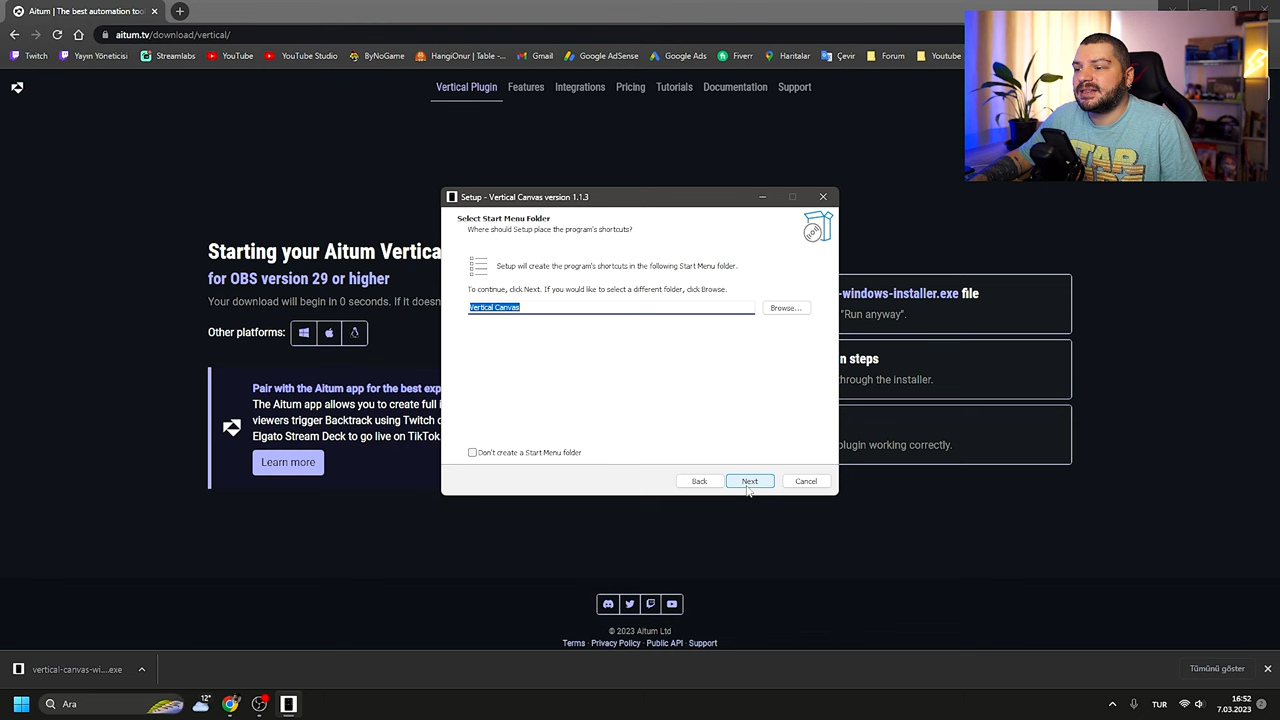 Aitum | The best automation tool
aitum.tv/download/vertical/
Twitch
Yayın Yöneticisi
Streamlabs
YouTube
YouTube Studio
ByNoGame
HangiOnur / Twitter
Gmail
Google AdSense
Google Ads
Fiverr
Haritalar
Çevir
Forum
Youtube
Vertical Plugin
Features
Integrations
Pricing
Tutorials
Documentation
Support
Setup - Vertical Canvas version 1.1.3
Select Start Menu Folder
Where should Setup place the program's shortcuts?
Setup will create the program's shortcuts in the following Start Menu folder.
To continue, click Next. If you would like to select a different folder, click Browse.
Vertical Canvas
Browse...
Don't create a Start Menu folder
Back
Next
Cancel
Starting your Aitum Vertica
for OBS version 29 or higher
Your download will begin in 0 seconds. If it doesn
Other platforms:
Pair with the Aitum app for the best exp
The Aitum app allows you to create full i
viewers trigger Backtrack using Twitch c
Elgato Stream Deck to go live on TikTok
Learn more
-windows-installer.exe file
"Run anyway".
n steps
through the installer.
plugin working correctly.
© 2023 Aitum Ltd
Terms · Privacy Policy · Public API · Support
vertical-canvas-wi....exe
Tümünü göster
Ara
12°
TUR
16:52
7.03.2023
2